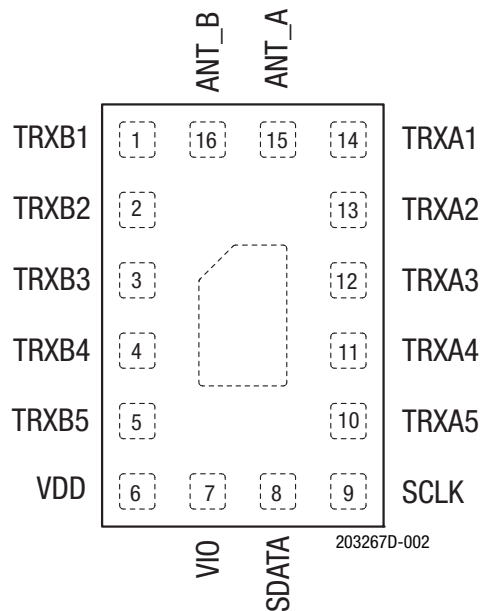 ANT_B
ANT_A
TRXB1
1
16
15
14
TRXA1
TRXB2
2
13
TRXA2
TRXB3
3
12
TRXA3
TRXB4
4
11
TRXA4
TRXB5
5
10
TRXA5
VDD
6
7
8
9
SCLK
VIO
SDATA
203267D-002